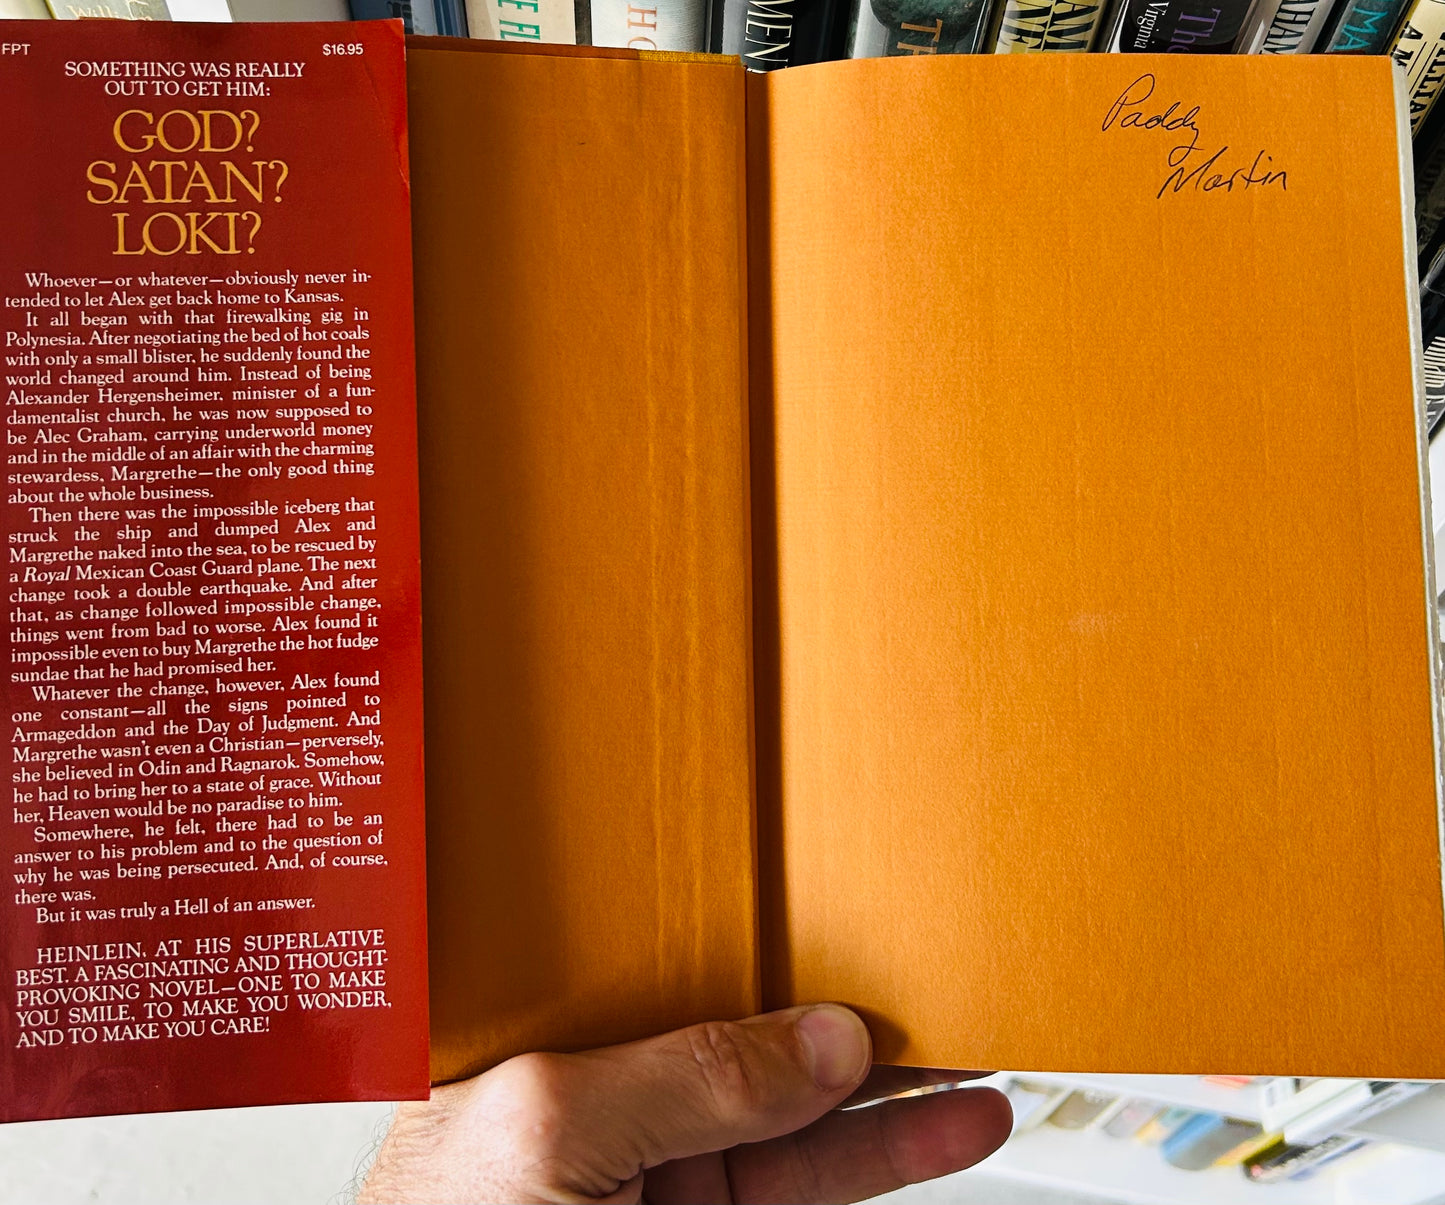 FPT $16.95
SOMETHING WAS REALLY
OUT TO GET HIM:
GOD?
SATAN?
LOKI?
Whoever—or whatever—obviously never in-
tended to let Alex get back home to Kansas.
It all began with that firewalking gig in
Polynesia. After negotiating the bed of hot coals
with only a small blister, he suddenly found the
world changed around him. Instead of being
Alexander Hergensheimer, minister of a fun-
damentalist church, he was now supposed to
be Alec Graham, carrying underworld money
and in the middle of an affair with the charming
stewardess, Margrethe—the only good thing
about the whole business.
Then there was the impossible iceberg that
struck the ship and dumped Alex and
Margrethe naked into the sea, to be rescued by
a Royal Mexican Coast Guard plane. The next
change took a double earthquake. And after
that, as change followed impossible change,
things went from bad to worse. Alex found it
impossible even to buy Margrethe the hot fudge
sundae that he had promised her.
Whatever the change, however, Alex found
one constant—all the signs pointed to
Armageddon and the Day of Judgment. And
Margrethe wasn't even a Christian—perversely,
she believed in Odin and Ragnarok. Somehow,
he had to bring her to a state of grace. Without
her, Heaven would be no paradise to him.
Somewhere, he felt, there had to be an
answer to his problem and to the question of
why he was being persecuted. And, of course,
there was.
But it was truly a Hell of an answer.
HEINLEIN, AT HIS SUPERLATIVE
BEST. A FASCINATING AND THOUGHT-
PROVOKING NOVEL—ONE TO MAKE
YOU SMILE, TO MAKE YOU WONDER,
AND TO MAKE YOU CARE!
Paddy
Martin
Virginia